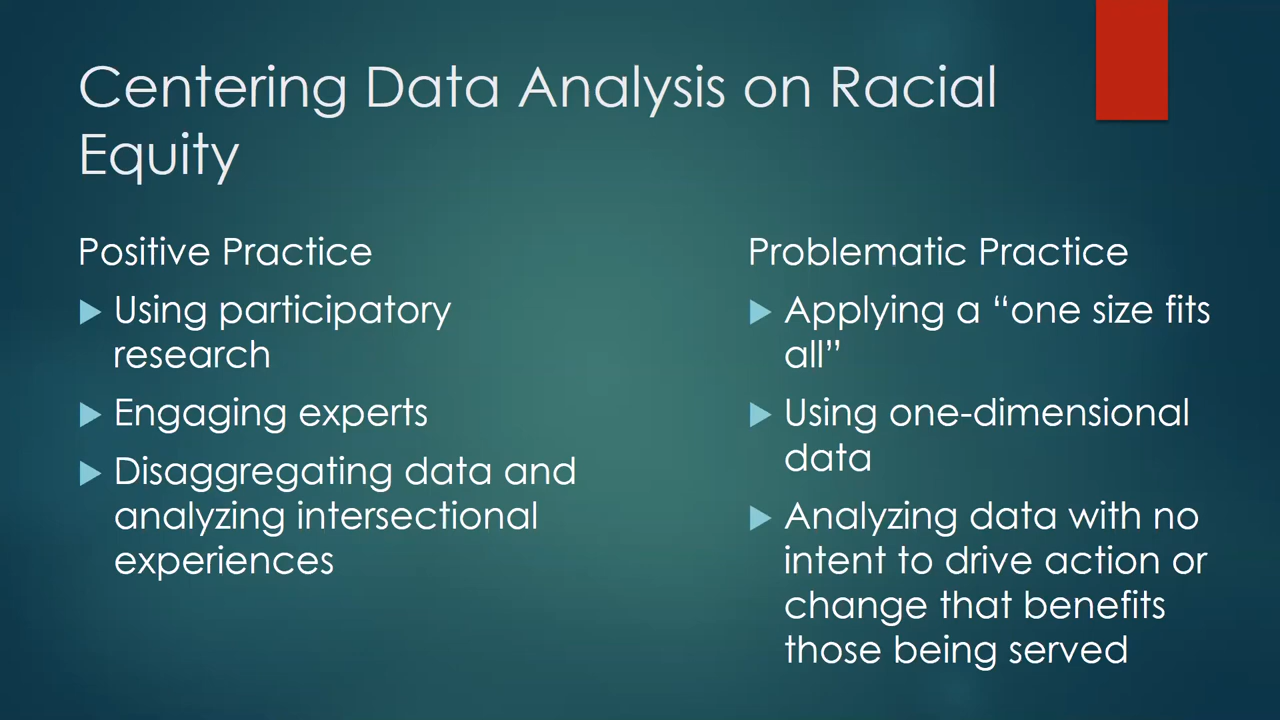 Centering Data Analysis on Racial
Equity
Positive Practice
Using participatory
research
Engaging experts
Disaggregating data and
analyzing intersectional
experiences
Problematic Practice
Applying a “one size fits
all”
Using one-dimensional
data
Analyzing data with no
intent to drive action or
change that benefits
those being served